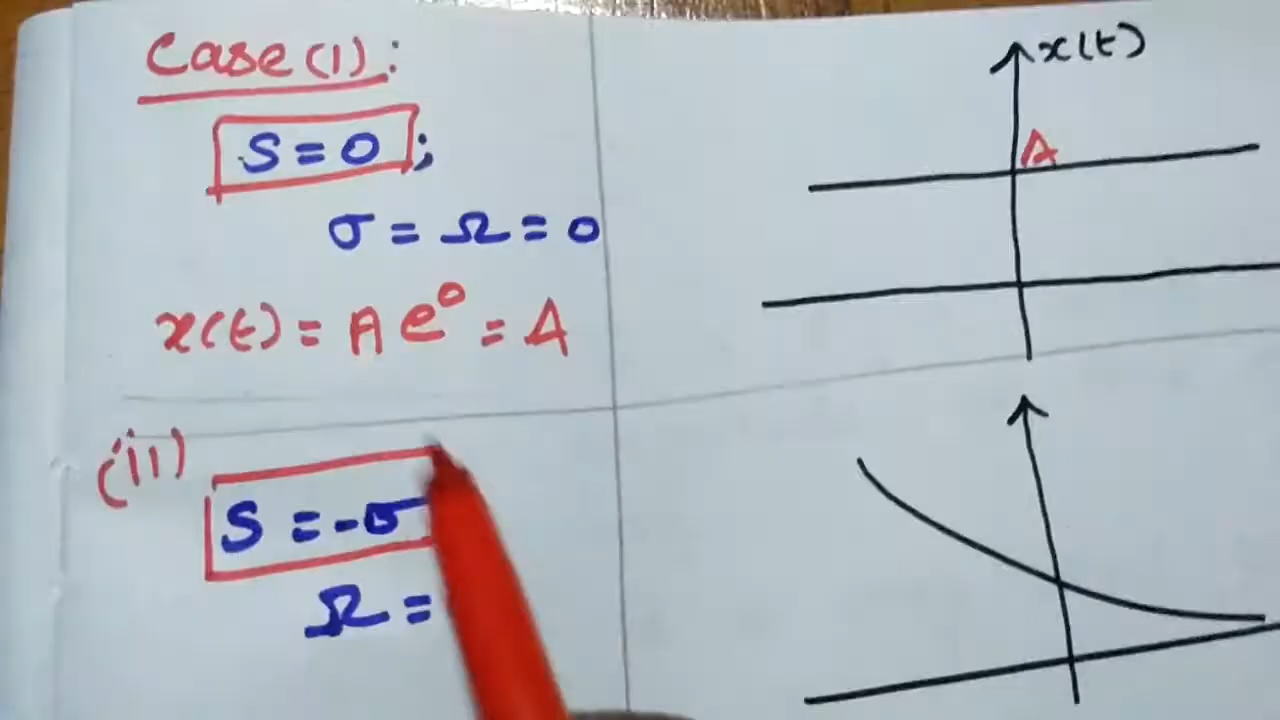 Case (1):
S = 0 ;
σ = Ω = 0
x(t) = A e⁰ = A
x(t)
A
(ii)
S = -σ
Ω =